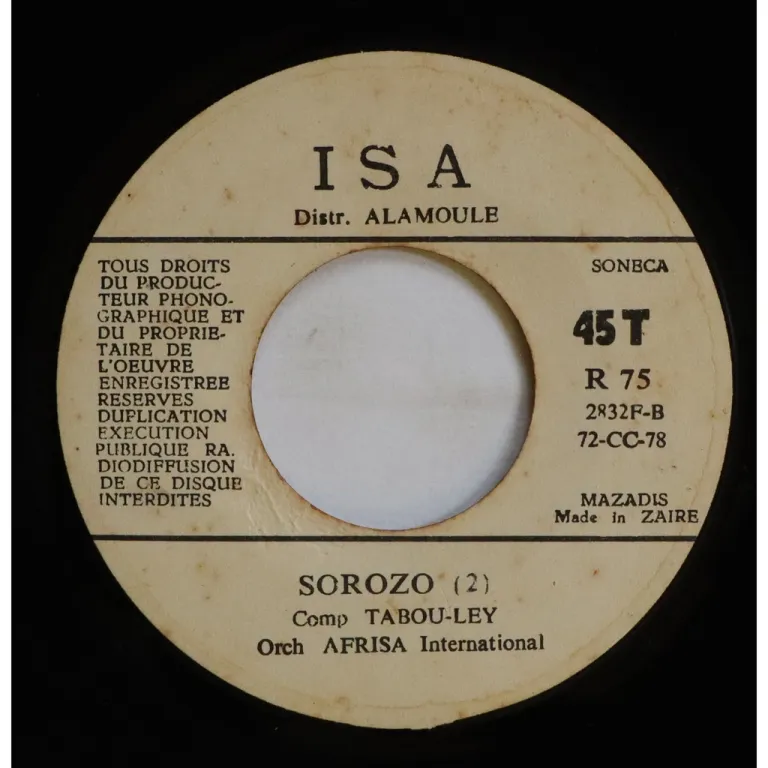 ISA
Distr. ALAMOULE
TOUS DROITS
DU PRODUC-
TEUR PHONO-
GRAPHIQUE ET
DU PROPRIE-
TAIRE DE
L'OEUVRE
ENREGISTREE
RESERVES
DUPLICATION
EXECUTION
PUBLIQUE RA.
DIODIFFUSION
DE CE DISQUE
INTERDITES
SONECA
45T
R 75
2832F-B
72-CC-78
MAZADIS
Made in ZAIRE
SOROZO (2)
Comp TABOU-LEY
Orch AFRISA International